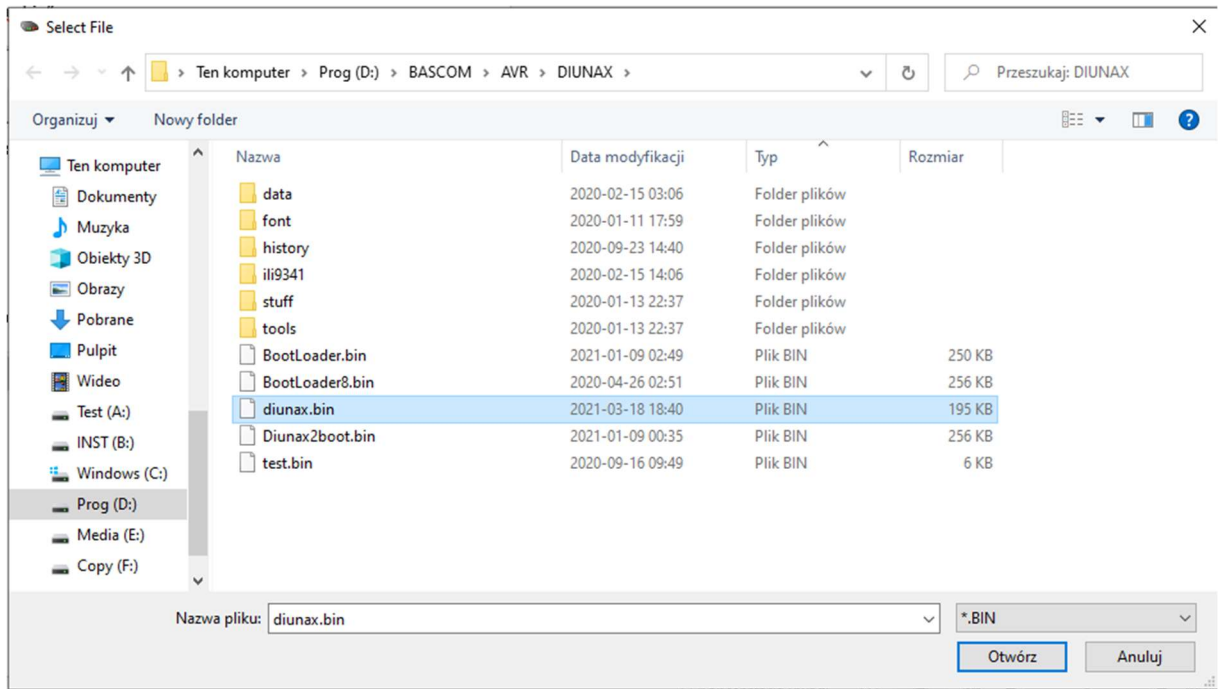 Select File
Ten komputer › Prog (D:) › BASCOM › AVR › DIUNAX ›
Przeszukaj: DIUNAX
Organizuj
Nowy folder
Ten komputer
Dokumenty
Muzyka
Obiekty 3D
Obrazy
Pobrane
Pulpit
Wideo
Test (A:)
INST (B:)
Windows (C:)
Prog (D:)
Media (E:)
Copy (F:)
Nazwa Data modyfikacji Typ Rozmiar
data 2020-02-15 03:06 Folder plików
font 2020-01-11 17:59 Folder plików
history 2020-09-23 14:40 Folder plików
ili9341 2020-02-15 14:06 Folder plików
stuff 2020-01-13 22:37 Folder plików
tools 2020-01-13 22:37 Folder plików
BootLoader.bin 2021-01-09 02:49 Plik BIN 250 KB
BootLoader8.bin 2020-04-26 02:51 Plik BIN 256 KB
diunax.bin 2021-03-18 18:40 Plik BIN 195 KB
Diunax2boot.bin 2021-01-09 00:35 Plik BIN 256 KB
test.bin 2020-09-16 09:49 Plik BIN 6 KB
Nazwa pliku: diunax.bin
*.BIN
Otwórz Anuluj